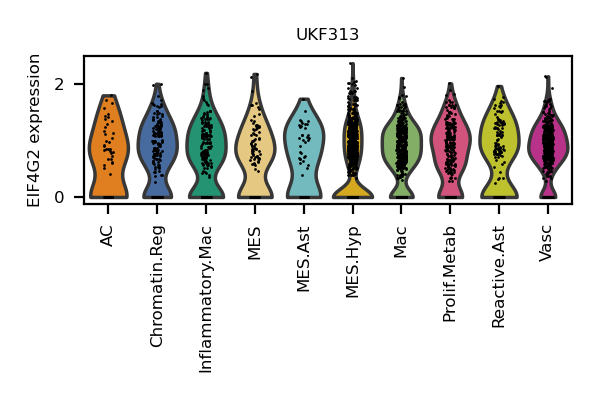 UKF313
EIF4G2 expression
2
0
AC
Chromatin.Reg
Inflammatory.Mac
MES
MES.Ast
MES.Hyp
Mac
Prolif.Metab
Reactive.Ast
Vasc